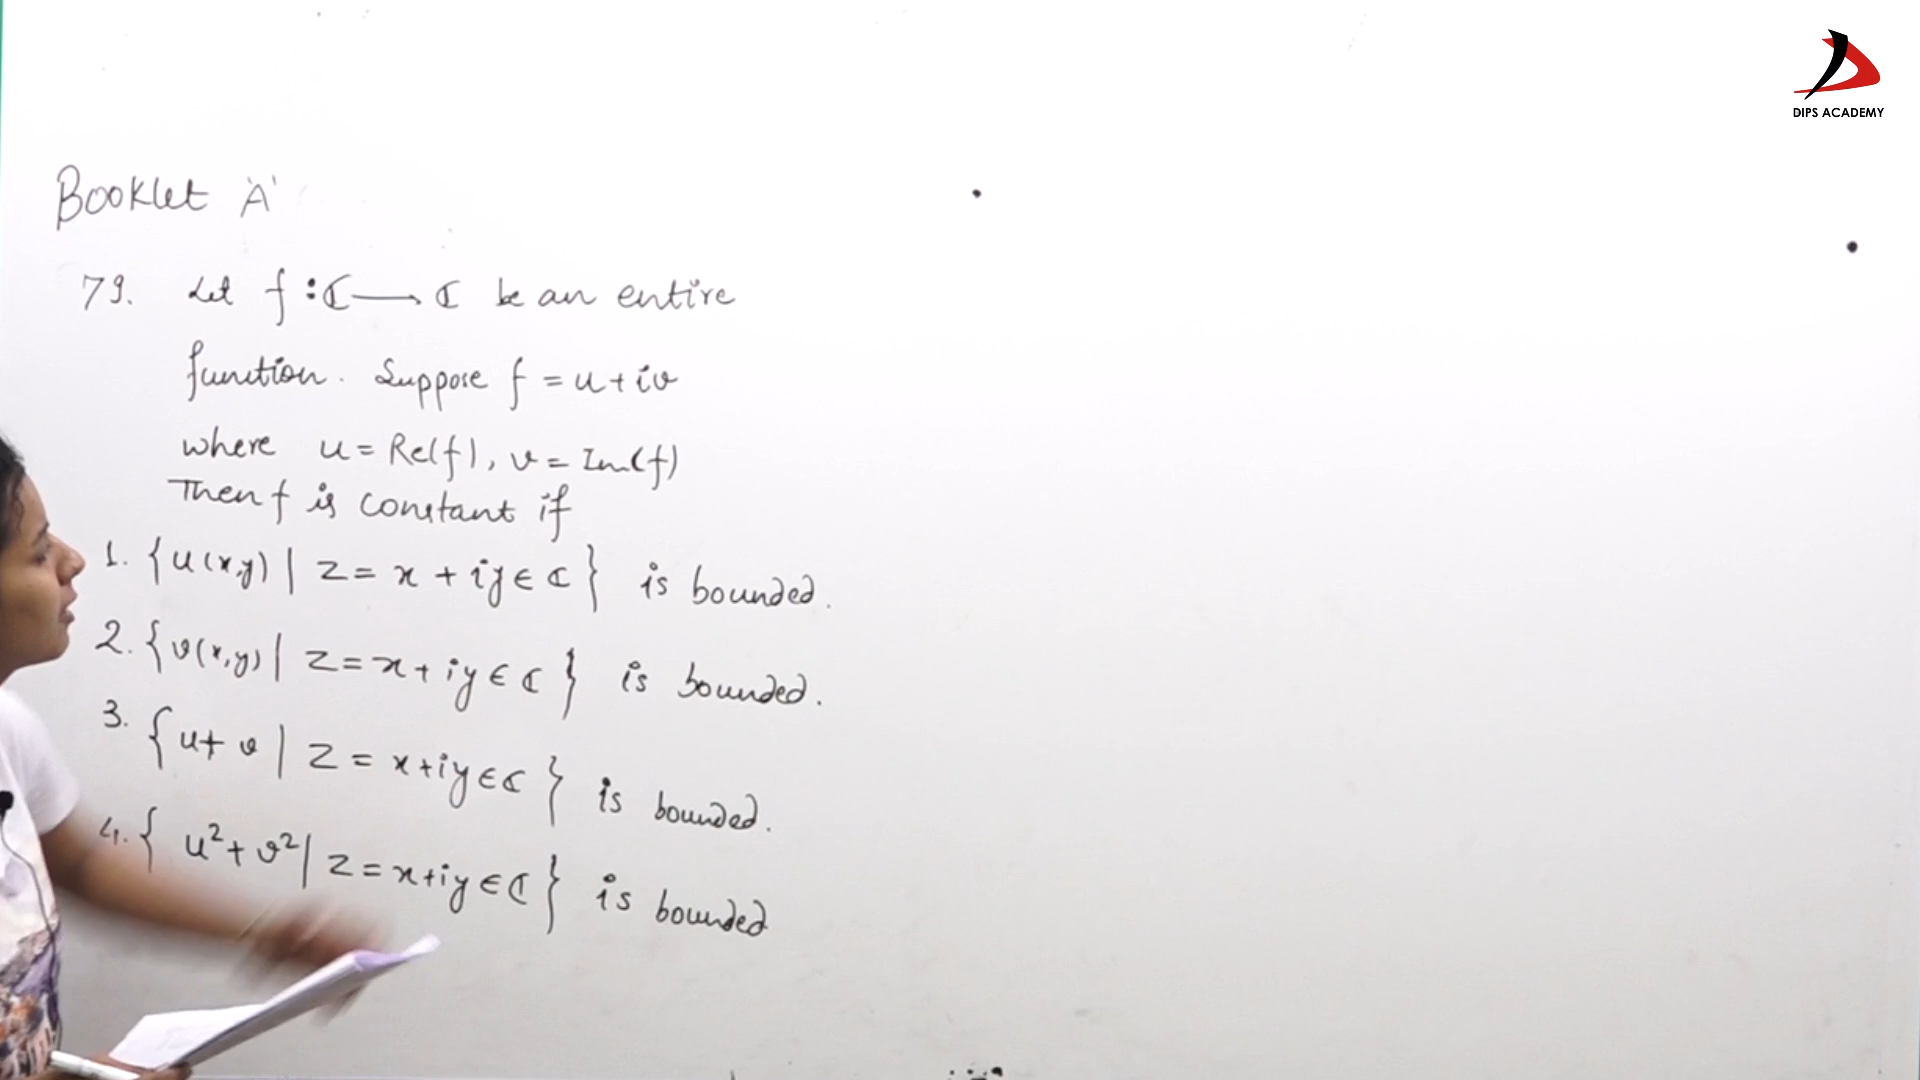 DIPS ACADEMY
Booklet 'A'
79. Let f : ℂ → ℂ be an entire
function. Suppose f = u + iv
where u = Re(f), v = Im(f)
Then f is constant if
1. {u(x,y) | z = x + iy ∈ ℂ} is bounded.
2. {v(x,y) | z = x + iy ∈ ℂ} is bounded.
3. {u + v | z = x + iy ∈ ℂ} is bounded.
4. {u² + v² | z = x + iy ∈ ℂ} is bounded